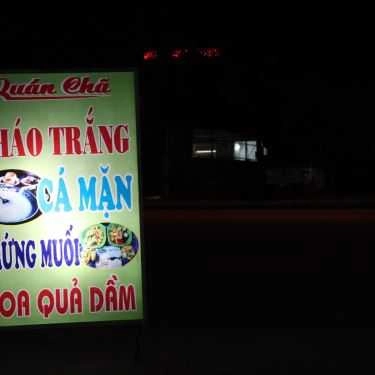 Quán Chã
HÁO TRẮNG
CÁ MẶN
ỨNG MUỐI
OA QUẢ DẦM